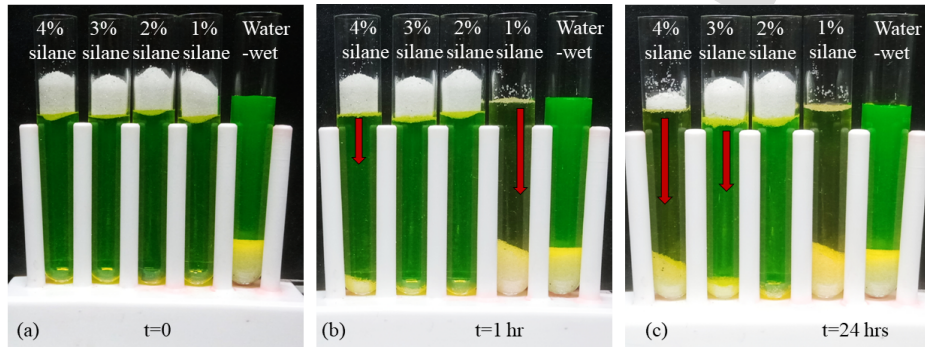 4% 3% 2% 1% Water
silane silane silane silane -wet
(a) t=0
4% 3% 2% 1% Water
silane silane silane silane -wet
(b) t=1 hr
4% 3% 2% 1% Water
silane silane silane silane -wet
(c) t=24 hrs